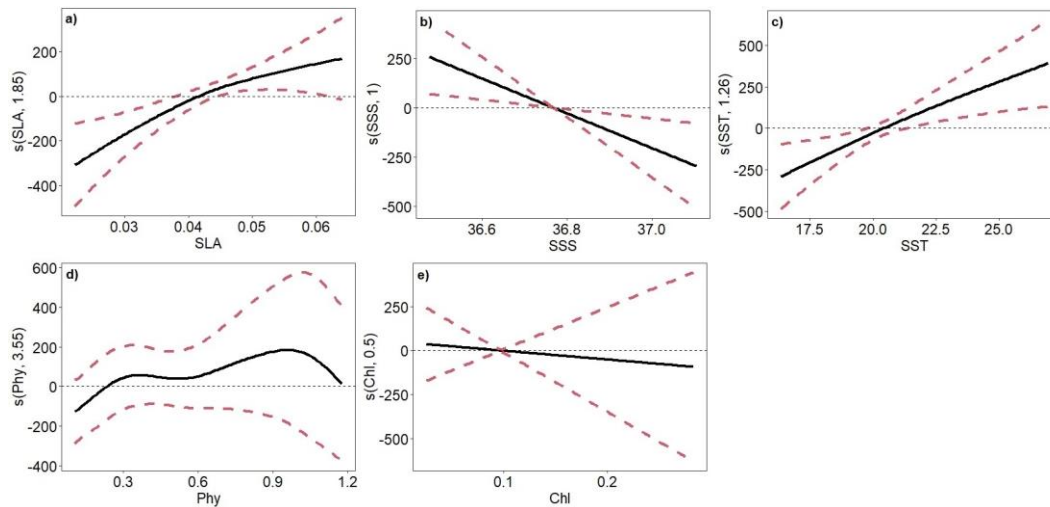 a)
s(SLA, 1.85)
200
0
-200
-400
0.03
0.04
0.05
0.06
SLA
b)
s(SSS, 1)
250
0
-250
-500
36.6
36.8
37.0
SSS
c)
s(SST, 1.26)
500
250
0
-250
-500
17.5
20.0
22.5
25.0
SST
d)
s(Phy, 3.55)
600
400
200
0
-200
-400
0.3
0.6
0.9
1.2
Phy
e)
s(Chl, 0.5)
250
0
-250
-500
0.1
0.2
Chl